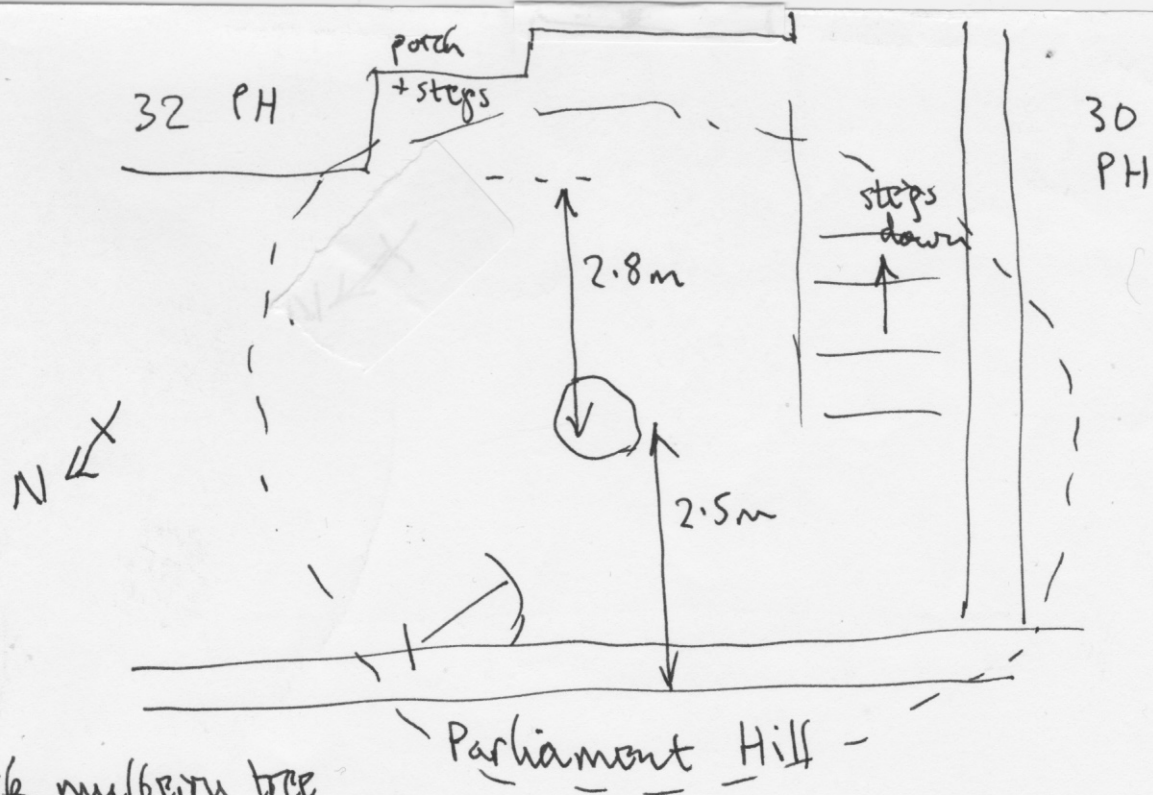 porch
+ steps
32 PH
30
PH
steps
down
2.8m
N
2.5m
Parliament Hill
mulberry tree